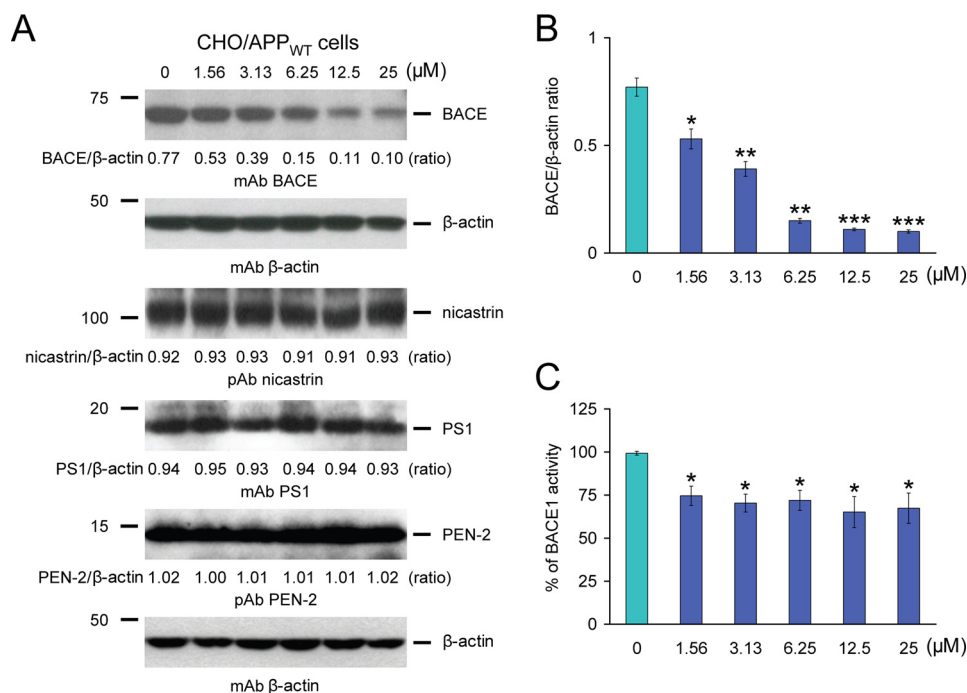 A
CHO/APPWT cells
0 1.56 3.13 6.25 12.5 25 (µM)
75
BACE
BACE/β-actin 0.77 0.53 0.39 0.15 0.11 0.10 (ratio)
mAb BACE
50
β-actin
mAb β-actin
100
nicastrin
nicastrin/β-actin 0.92 0.93 0.93 0.91 0.91 0.93 (ratio)
pAb nicastrin
20
PS1
PS1/β-actin 0.94 0.95 0.93 0.94 0.94 0.93 (ratio)
mAb PS1
15
PEN-2
PEN-2/β-actin 1.02 1.00 1.01 1.01 1.01 1.02 (ratio)
pAb PEN-2
50
β-actin
mAb β-actin
B
BACE/β-actin ratio
1
0.5
0
* ** ** *** ***
0 1.56 3.13 6.25 12.5 25 (µM)
C
% of BACE1 activity
125
100
75
50
25
0
* * * * *
0 1.56 3.13 6.25 12.5 25 (µM)